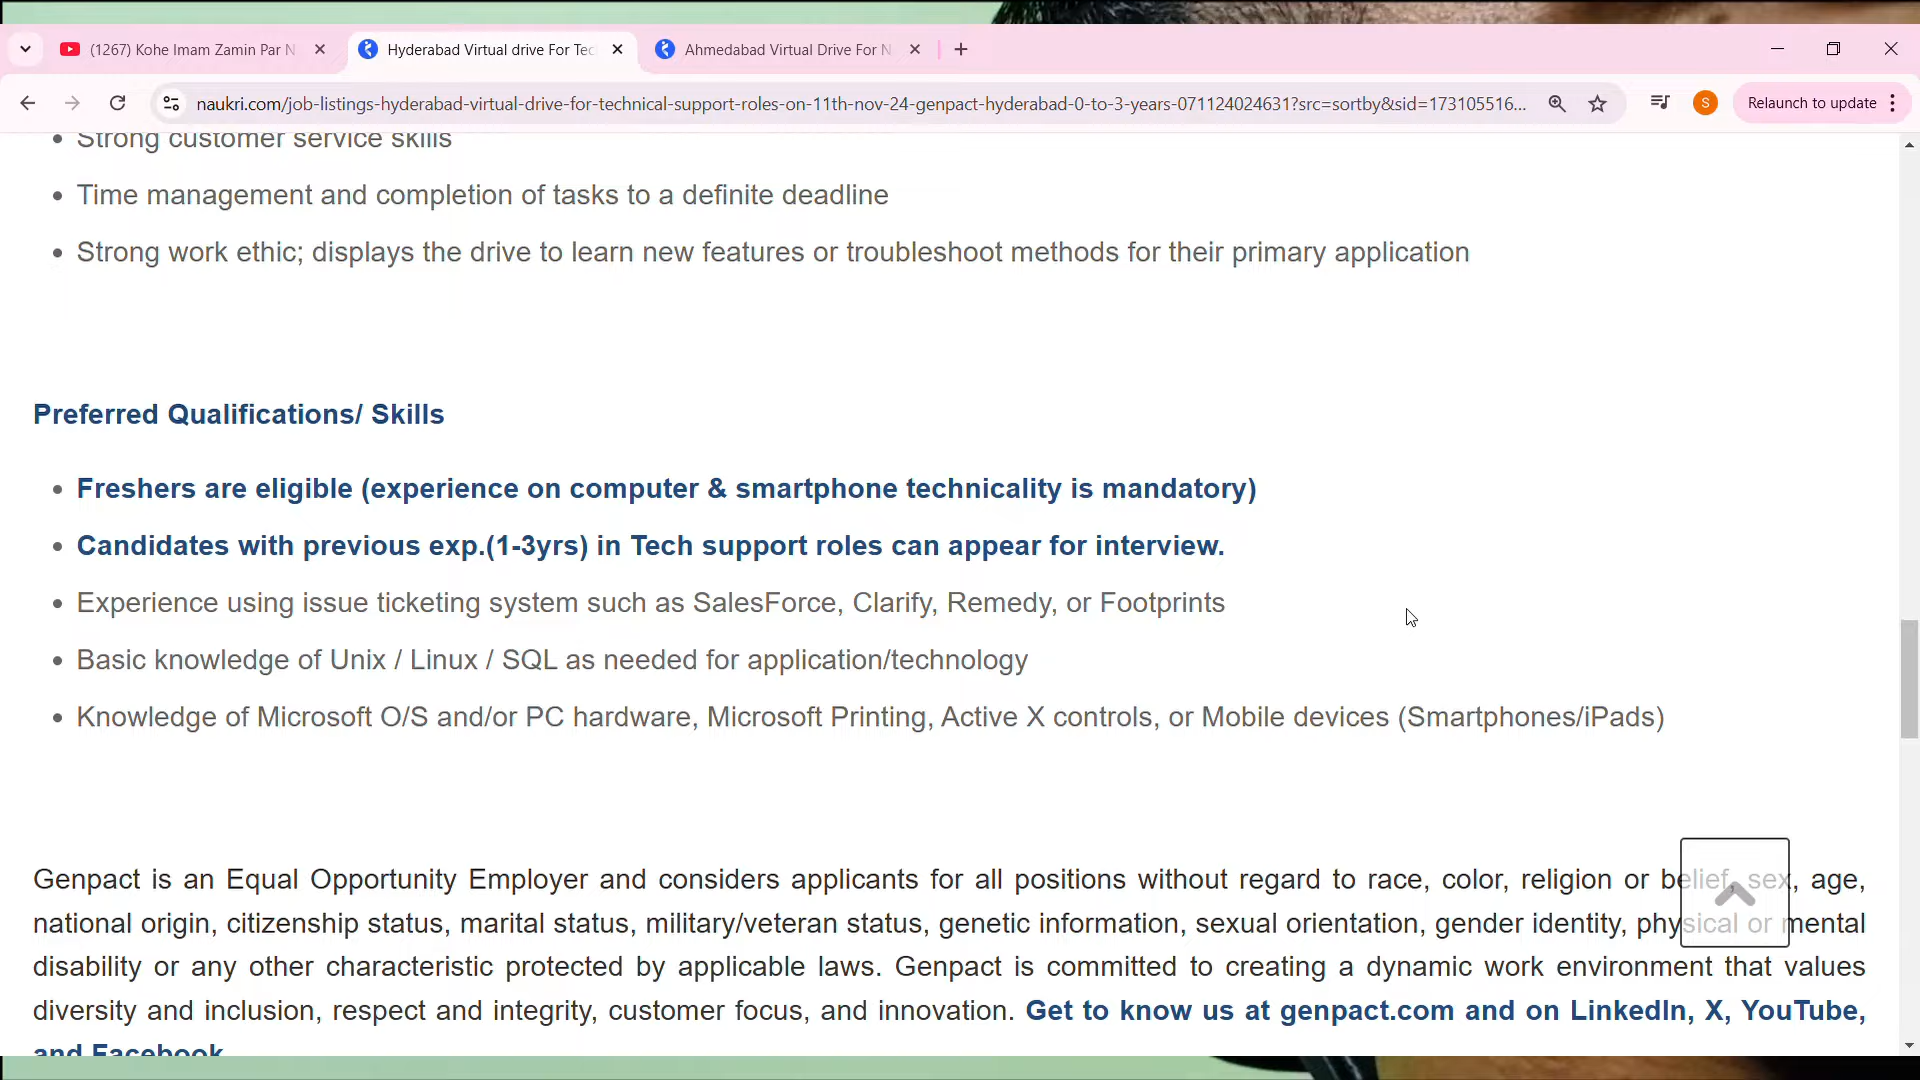 (1267) Kohe Imam Zamin Par N
Hyderabad Virtual drive For Tec
Ahmedabad Virtual Drive For N
naukri.com/job-listings-hyderabad-virtual-drive-for-technical-support-roles-on-11th-nov-24-genpact-hyderabad-0-to-3-years-071124024631?src=sortby&sid=173105516...
S
Relaunch to update
• Strong customer service skills
• Time management and completion of tasks to a definite deadline
• Strong work ethic; displays the drive to learn new features or troubleshoot methods for their primary application
Preferred Qualifications/ Skills
• Freshers are eligible (experience on computer & smartphone technicality is mandatory)
• Candidates with previous exp.(1-3yrs) in Tech support roles can appear for interview.
• Experience using issue ticketing system such as SalesForce, Clarify, Remedy, or Footprints
• Basic knowledge of Unix / Linux / SQL as needed for application/technology
• Knowledge of Microsoft O/S and/or PC hardware, Microsoft Printing, Active X controls, or Mobile devices (Smartphones/iPads)
Genpact is an Equal Opportunity Employer and considers applicants for all positions without regard to race, color, religion or belief, sex, age,
national origin, citizenship status, marital status, military/veteran status, genetic information, sexual orientation, gender identity, physical or mental
disability or any other characteristic protected by applicable laws. Genpact is committed to creating a dynamic work environment that values
diversity and inclusion, respect and integrity, customer focus, and innovation. Get to know us at genpact.com and on LinkedIn, X, YouTube,
and Facebook